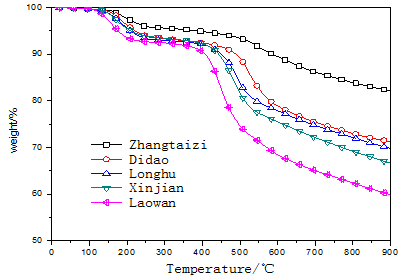 100
90
80
70
60
50
weight/%
Zhangtaizi
Didao
Longhu
Xinjian
Laowan
0 100 200 300 400 500 600 700 800 900
Temperature/℃